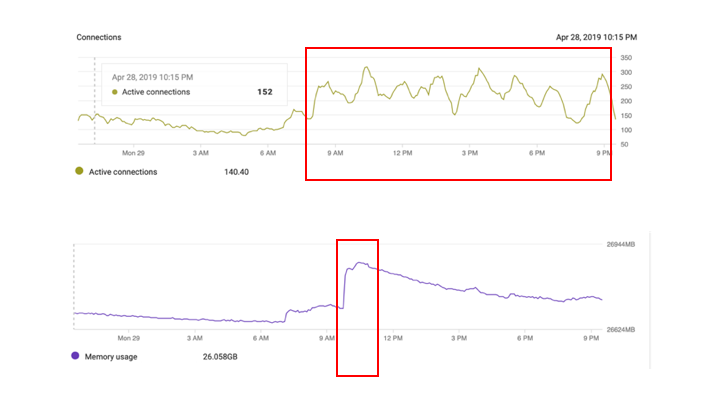 Connections Apr 28, 2019 10:15 PM
350
Apr 28, 2019 10:15 PM
300
Active connections 152
250
200
150
100
50
Mon 29 3 AM 6 AM 9 AM 12 PM 3 PM 6 PM 9 PM
Active connections 140.40
26944MB
26624MB
Mon 29 3 AM 6 AM 9 AM 12 PM 3 PM 6 PM 9 PM
Memory usage 26.058GB